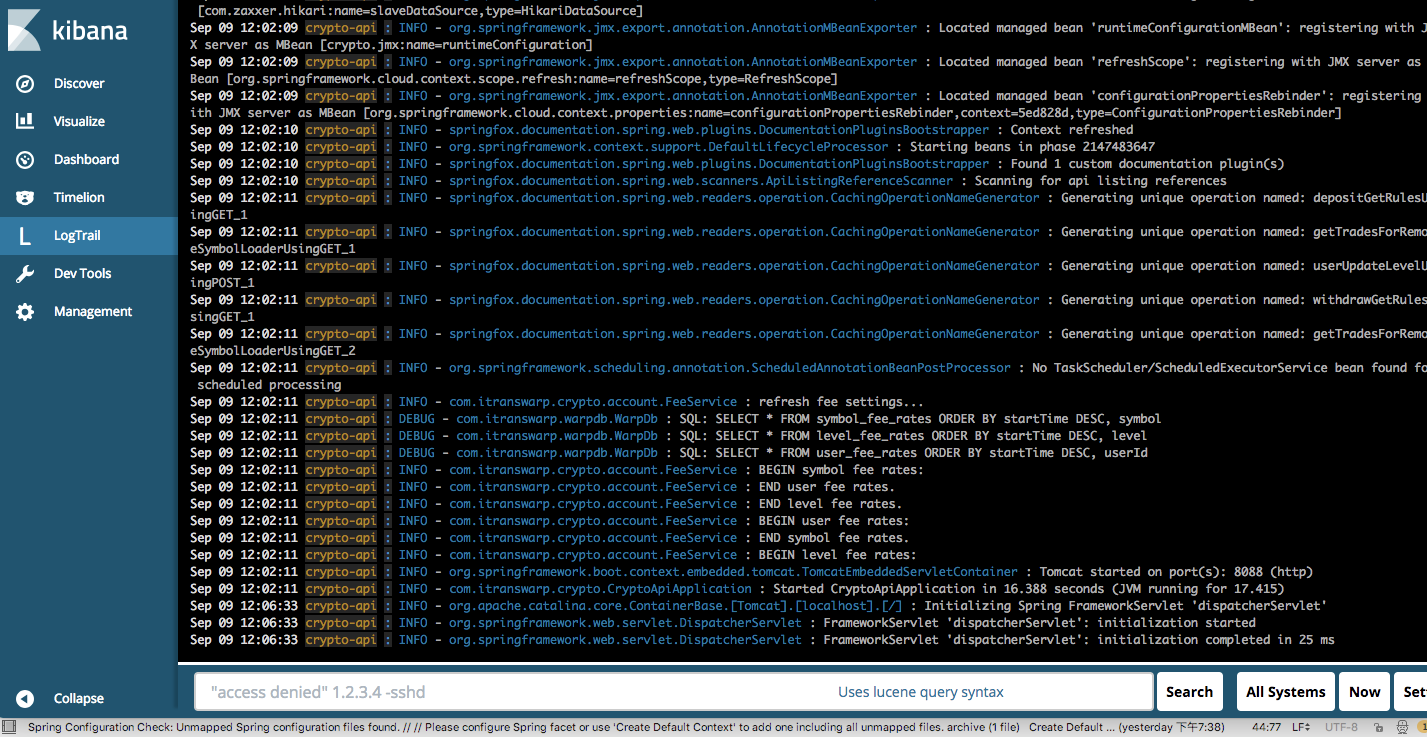 kibana
Discover
Visualize
Dashboard
Timelion
LogTrail
Dev Tools
Management
Collapse
[com.zaxxer.hikari:name=slaveDataSource,type=HikariDataSource]
Sep 09 12:02:09 crypto-api : INFO - org.springframework.jmx.export.annotation.AnnotationMBeanExporter : Located managed bean 'runtimeConfigurationMBean': registering with J
X server as MBean [crypto.jmx:name=runtimeConfiguration]
Sep 09 12:02:09 crypto-api : INFO - org.springframework.jmx.export.annotation.AnnotationMBeanExporter : Located managed bean 'refreshScope': registering with JMX server as
Bean [org.springframework.cloud.context.scope.refresh:name=refreshScope,type=RefreshScope]
Sep 09 12:02:09 crypto-api : INFO - org.springframework.jmx.export.annotation.AnnotationMBeanExporter : Located managed bean 'configurationPropertiesRebinder': registering
ith JMX server as MBean [org.springframework.cloud.context.properties:name=configurationPropertiesRebinder,context=5ed828d,type=ConfigurationPropertiesRebinder]
Sep 09 12:02:10 crypto-api : INFO - springfox.documentation.spring.web.plugins.DocumentationPluginsBootstrapper : Context refreshed
Sep 09 12:02:10 crypto-api : INFO - org.springframework.context.support.DefaultLifecycleProcessor : Starting beans in phase 2147483647
Sep 09 12:02:10 crypto-api : INFO - springfox.documentation.spring.web.plugins.DocumentationPluginsBootstrapper : Found 1 custom documentation plugin(s)
Sep 09 12:02:10 crypto-api : INFO - springfox.documentation.spring.web.scanners.ApiListingReferenceScanner : Scanning for api listing references
Sep 09 12:02:11 crypto-api : INFO - springfox.documentation.spring.web.readers.operation.CachingOperationNameGenerator : Generating unique operation named: depositGetRulesU
ingGET_1
Sep 09 12:02:11 crypto-api : INFO - springfox.documentation.spring.web.readers.operation.CachingOperationNameGenerator : Generating unique operation named: getTradesForRemo
eSymbolLoaderUsingGET_1
Sep 09 12:02:11 crypto-api : INFO - springfox.documentation.spring.web.readers.operation.CachingOperationNameGenerator : Generating unique operation named: userUpdateLevelU
ingPOST_1
Sep 09 12:02:11 crypto-api : INFO - springfox.documentation.spring.web.readers.operation.CachingOperationNameGenerator : Generating unique operation named: withdrawGetRules
singGET_1
Sep 09 12:02:11 crypto-api : INFO - springfox.documentation.spring.web.readers.operation.CachingOperationNameGenerator : Generating unique operation named: getTradesForRemo
eSymbolLoaderUsingGET_2
Sep 09 12:02:11 crypto-api : INFO - org.springframework.scheduling.annotation.ScheduledAnnotationBeanPostProcessor : No TaskScheduler/ScheduledExecutorService bean found fo
scheduled processing
Sep 09 12:02:11 crypto-api : INFO - com.itranswarp.crypto.account.FeeService : refresh fee settings...
Sep 09 12:02:11 crypto-api : DEBUG - com.itranswarp.warpdb.WarpDb : SQL: SELECT * FROM symbol_fee_rates ORDER BY startTime DESC, symbol
Sep 09 12:02:11 crypto-api : DEBUG - com.itranswarp.warpdb.WarpDb : SQL: SELECT * FROM level_fee_rates ORDER BY startTime DESC, level
Sep 09 12:02:11 crypto-api : DEBUG - com.itranswarp.warpdb.WarpDb : SQL: SELECT * FROM user_fee_rates ORDER BY startTime DESC, userId
Sep 09 12:02:11 crypto-api : INFO - com.itranswarp.crypto.account.FeeService : BEGIN symbol fee rates:
Sep 09 12:02:11 crypto-api : INFO - com.itranswarp.crypto.account.FeeService : END user fee rates.
Sep 09 12:02:11 crypto-api : INFO - com.itranswarp.crypto.account.FeeService : END level fee rates.
Sep 09 12:02:11 crypto-api : INFO - com.itranswarp.crypto.account.FeeService : BEGIN user fee rates:
Sep 09 12:02:11 crypto-api : INFO - com.itranswarp.crypto.account.FeeService : END symbol fee rates.
Sep 09 12:02:11 crypto-api : INFO - com.itranswarp.crypto.account.FeeService : BEGIN level fee rates:
Sep 09 12:02:11 crypto-api : INFO - org.springframework.boot.context.embedded.tomcat.TomcatEmbeddedServletContainer : Tomcat started on port(s): 8088 (http)
Sep 09 12:02:11 crypto-api : INFO - com.itranswarp.crypto.CryptoApiApplication : Started CryptoApiApplication in 16.388 seconds (JVM running for 17.415)
Sep 09 12:06:33 crypto-api : INFO - org.apache.catalina.core.ContainerBase.[Tomcat].[localhost].[/] : Initializing Spring FrameworkServlet 'dispatcherServlet'
Sep 09 12:06:33 crypto-api : INFO - org.springframework.web.servlet.DispatcherServlet : FrameworkServlet 'dispatcherServlet': initialization started
Sep 09 12:06:33 crypto-api : INFO - org.springframework.web.servlet.DispatcherServlet : FrameworkServlet 'dispatcherServlet': initialization completed in 25 ms
"access denied" 1.2.3.4 -sshd Uses lucene query syntax Search All Systems Now Set
Spring Configuration Check: Unmapped Spring configuration files found. // // Please configure Spring facet or use 'Create Default Context' to add one including all unmapped files. archive (1 file) Create Default ... (yesterday 下午7:38) 44:77 LF UTF-8